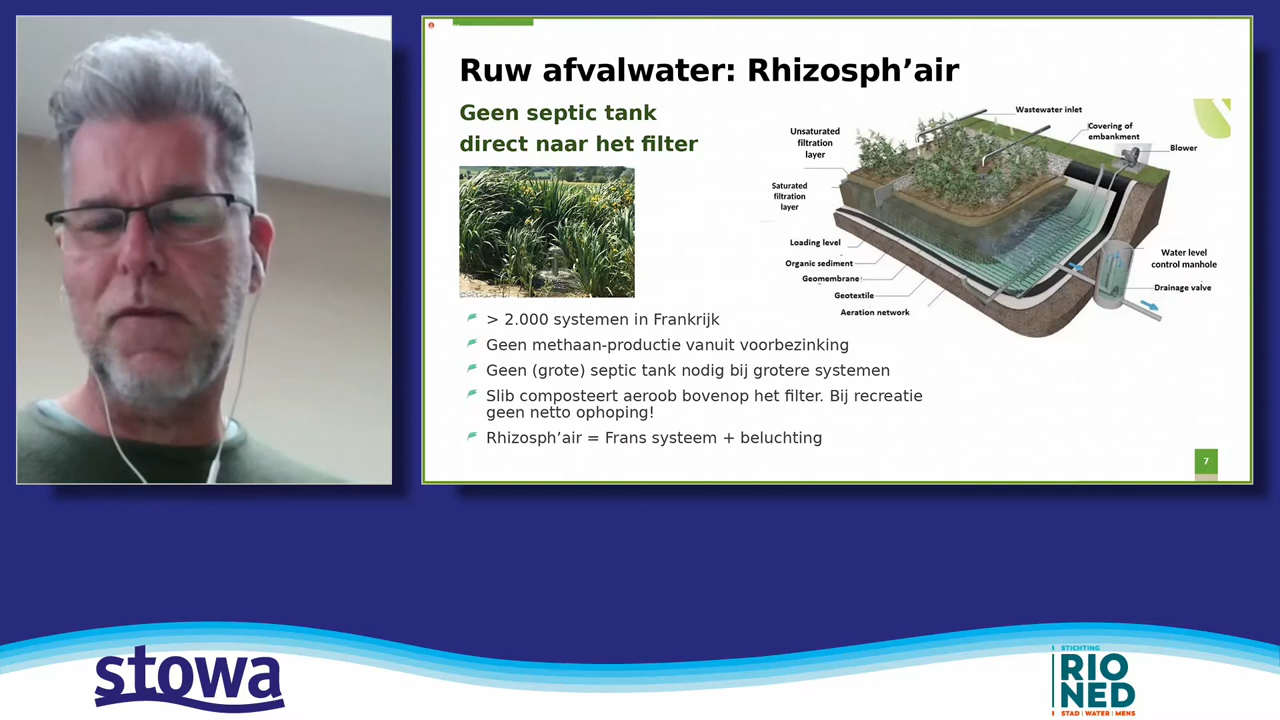 Ruw afvalwater: Rhizosph’air
Geen septic tank
direct naar het filter
> 2.000 systemen in Frankrijk
Geen methaan-productie vanuit voorbezinking
Geen (grote) septic tank nodig bij grotere systemen
Slib composteert aeroob bovenop het filter. Bij recreatie
geen netto ophoping!
Rhizosph’air = Frans systeem + beluchting
Wastewater inlet
Covering of
embankment
Blower
Unsaturated
filtration
layer
Saturated
filtration
layer
Loading level
Organic sediment
Geomembrane
Geotextile
Aeration network
Water level
control manhole
Drainage valve
7
stowa
STICHTING
RIO
NED
STAD | WATER | MENS